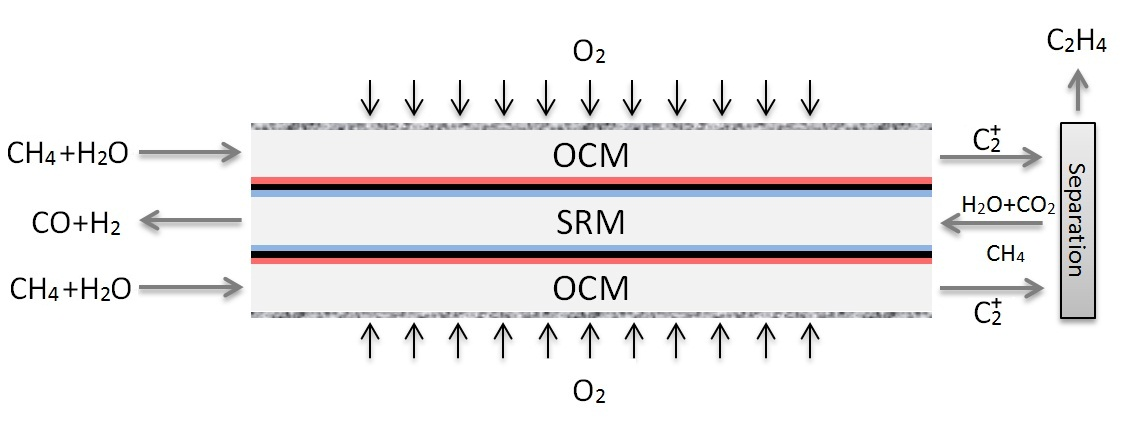 C₂H₄
O₂
CH₄+H₂O
OCM
C₂⁺
H₂O+CO₂
CO+H₂
SRM
Separation
CH₄
CH₄+H₂O
OCM
C₂⁺
O₂